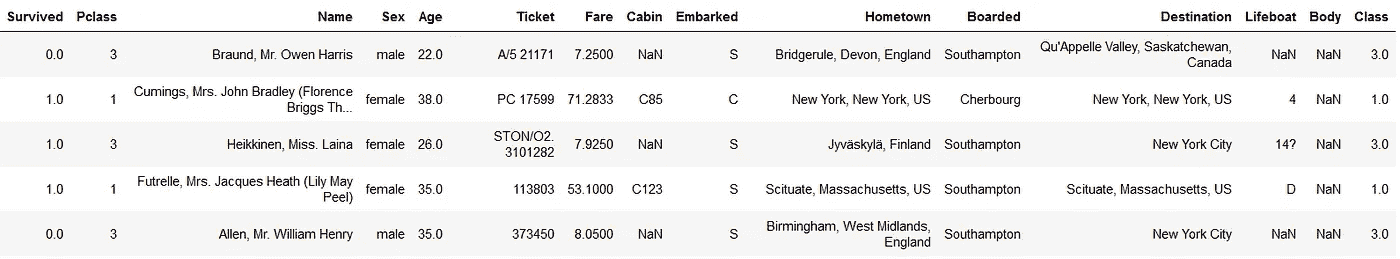 Survived Pclass Name Sex Age Ticket Fare Cabin Embarked Hometown Boarded Destination Lifeboat Body Class
0.0 3 Braund, Mr. Owen Harris male 22.0 A/5 21171 7.2500 NaN S Bridgerule, Devon, England Southampton Qu'Appelle Valley, Saskatchewan,
Canada NaN NaN 3.0
1.0 1 Cumings, Mrs. John Bradley (Florence
Briggs Th... female 38.0 PC 17599 71.2833 C85 C New York, New York, US Cherbourg New York, New York, US 4 NaN 1.0
1.0 3 Heikkinen, Miss. Laina female 26.0 STON/O2.
3101282 7.9250 NaN S Jyväskylä, Finland Southampton New York City 14? NaN 3.0
1.0 1 Futrelle, Mrs. Jacques Heath (Lily May
Peel) female 35.0 113803 53.1000 C123 S Scituate, Massachusetts, US Southampton Scituate, Massachusetts, US D NaN 1.0
0.0 3 Allen, Mr. William Henry male 35.0 373450 8.0500 NaN S Birmingham, West Midlands,
England Southampton New York City NaN NaN 3.0